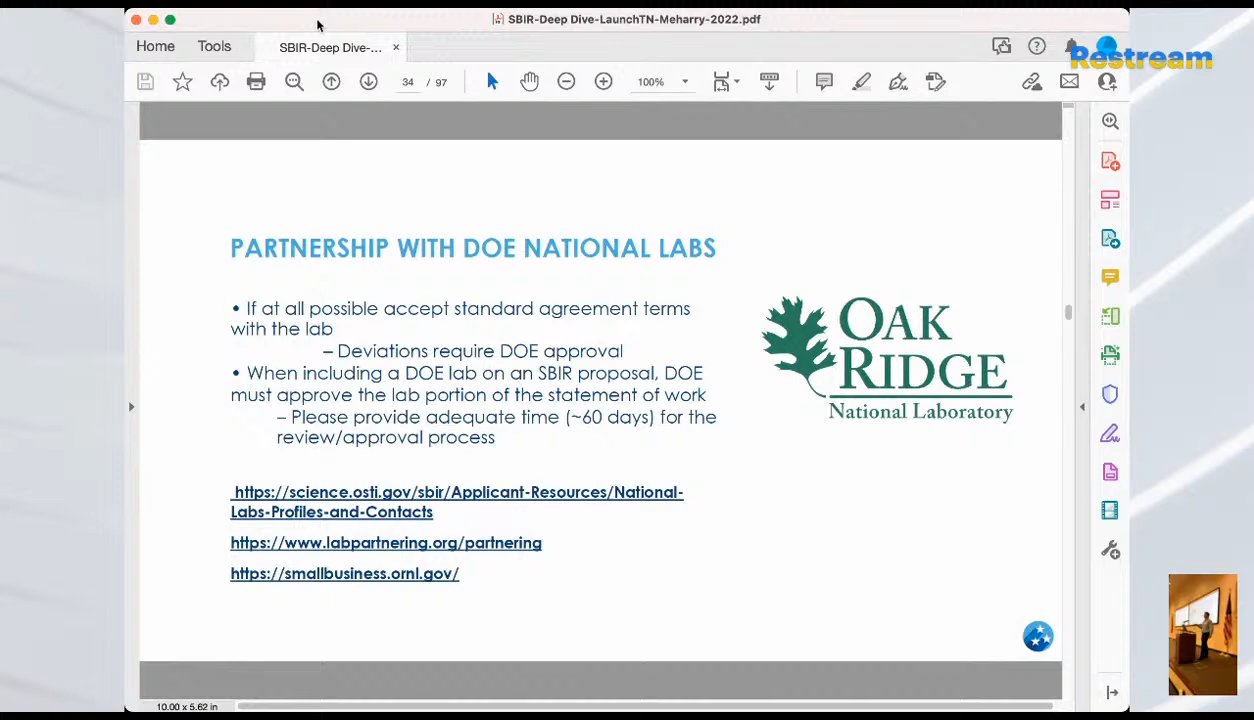 SBIR-Deep Dive-LaunchTN-Meharry-2022.pdf
Home Tools SBIR-Deep Dive-... ×
Restream
34 / 97 100%
PARTNERSHIP WITH DOE NATIONAL LABS
• If at all possible accept standard agreement terms
with the lab
– Deviations require DOE approval
• When including a DOE lab on an SBIR proposal, DOE
must approve the lab portion of the statement of work
– Please provide adequate time (~60 days) for the
review/approval process
https://science.osti.gov/sbir/Applicant-Resources/National-
Labs-Profiles-and-Contacts
https://www.labpartnering.org/partnering
https://smallbusiness.ornl.gov/
OAK
RIDGE
National Laboratory
10.00 x 5.62 in